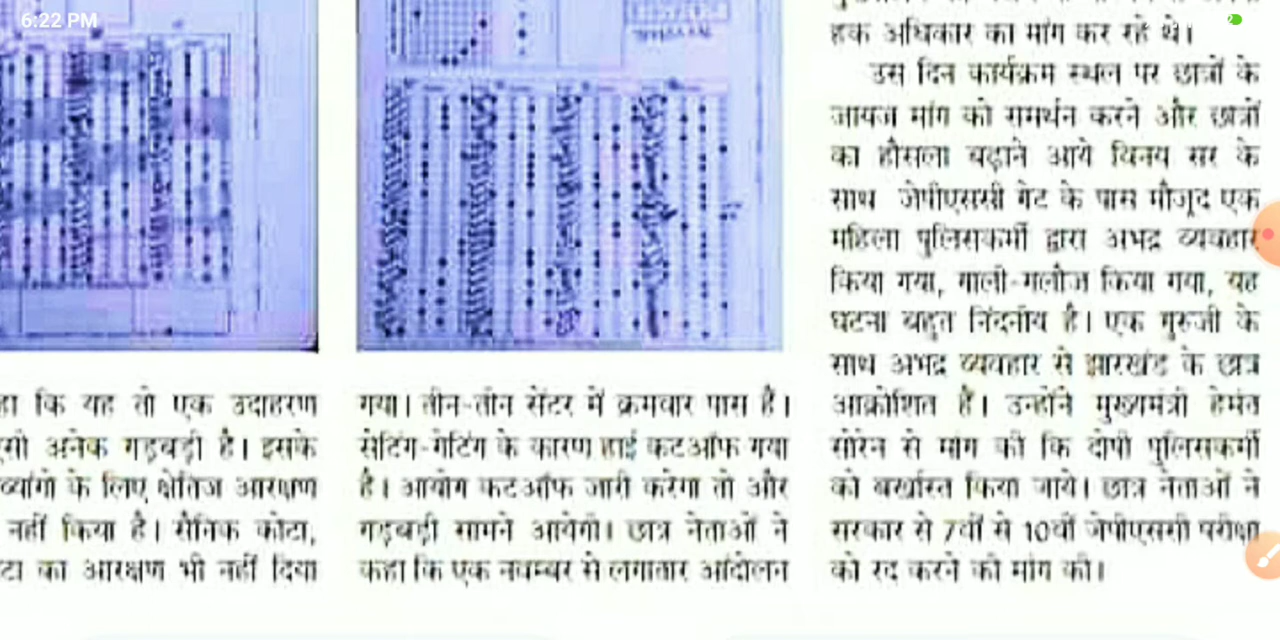 6:22 PM
हा कि यह तो एक उदाहरण
सी अनेक गड़बड़ी है। इसके
व्यांगो के लिए क्षेतिज आरक्षण
नहीं किया है। सैनिक कोटा,
टा का आरक्षण भी नहीं दिया
गया। तीन-तीन सेंटर में क्रमवार पास है।
सेटिंग-गेटिंग के कारण हाई कटऑफ गया
है। आयोग कटऑफ जारी करेगा तो और
गड़बड़ी सामने आयेगी। छात्र नेताओं ने
कहा कि एक नवम्बर से लगातार आंदोलन
हक अधिकार का मांग कर रहे थे।
उस दिन कार्यक्रम स्थल पर छात्रों के
जायज मांग को समर्थन करने और छात्रों
का हौसला बढ़ाने आये विनय सर के
साथ जेपीएससी गेट के पास मौजूद एक
महिला पुलिसकर्मी द्वारा अभद्र व्यवहार
किया गया, गाली-गलौज किया गया, यह
घटना बहुत निंदनीय है। एक गुरुजी के
साथ अभद्र व्यवहार से झारखंड के छात्र
आक्रोशित हैं। उन्होंने मुख्यमंत्री हेमंत
सोरेन से मांग की कि दोषी पुलिसकर्मी
को बर्खास्त किया जाये। छात्र नेताओं ने
सरकार से 7वीं से 10वीं जेपीएससी परीक्षा
को रद करने की मांग की।